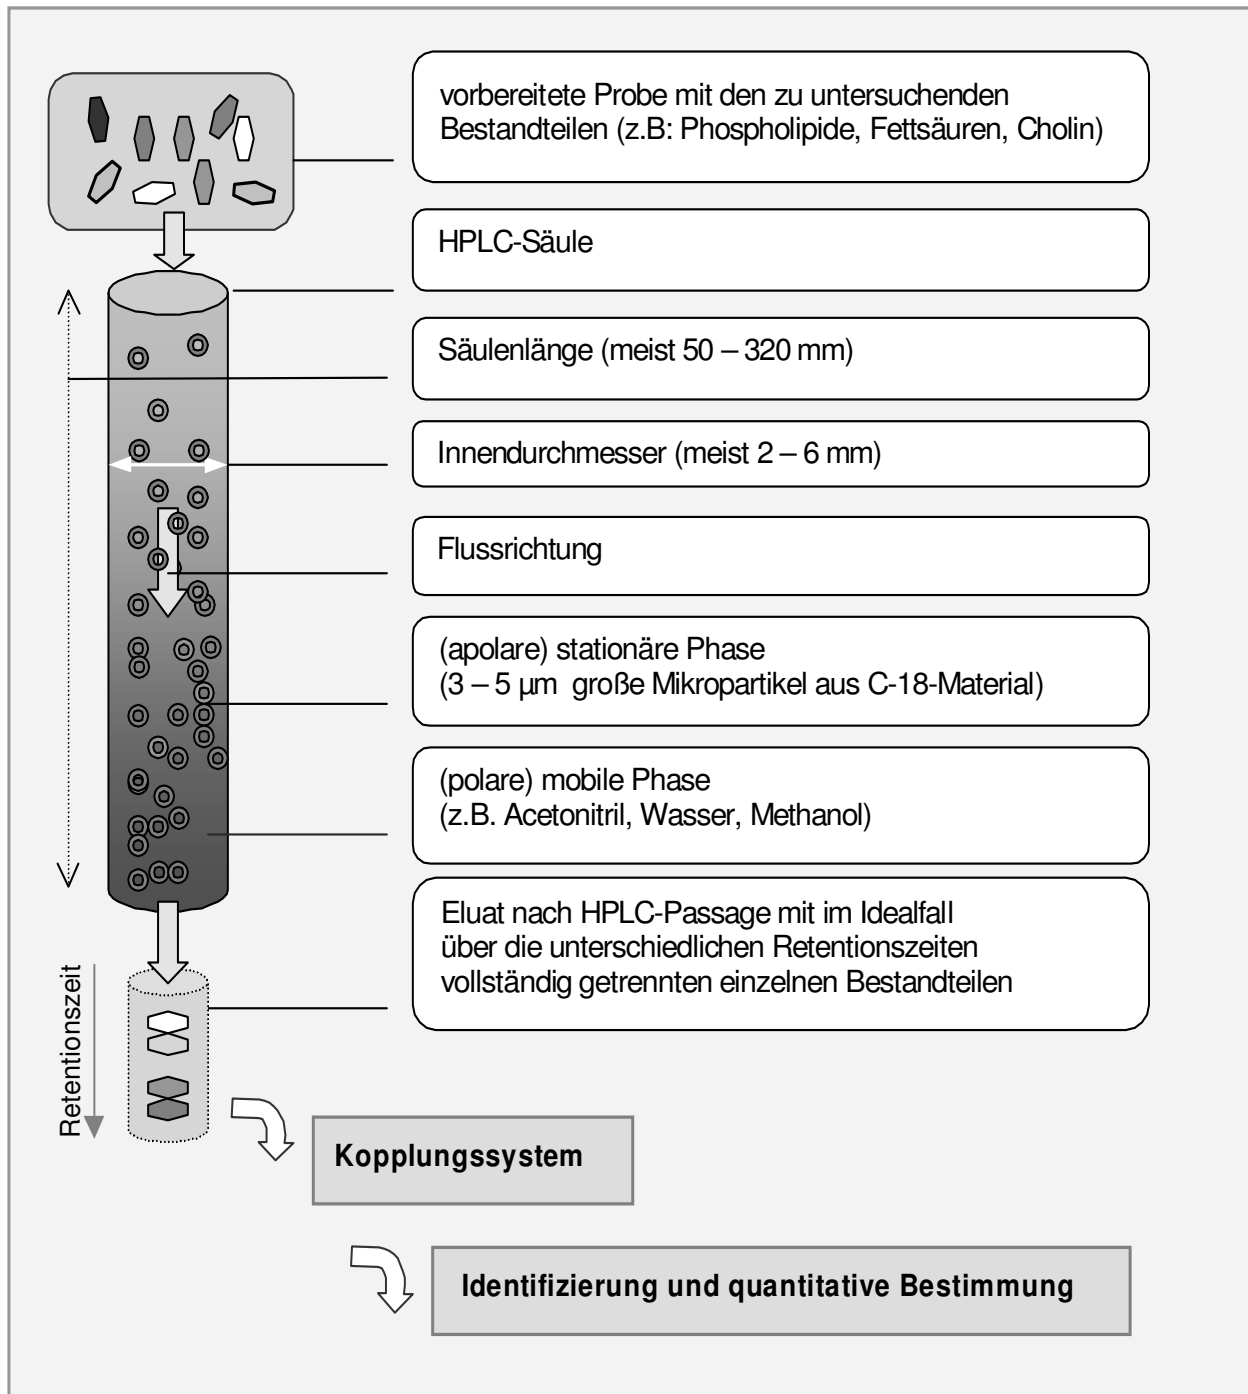 vorbereitete Probe mit den zu untersuchenden
Bestandteilen (z.B: Phospholipide, Fettsäuren, Cholin)
HPLC-Säule
Säulenlänge (meist 50 – 320 mm)
Innendurchmesser (meist 2 – 6 mm)
Flussrichtung
(apolare) stationäre Phase
(3 – 5 µm große Mikropartikel aus C-18-Material)
(polare) mobile Phase
(z.B. Acetonitril, Wasser, Methanol)
Eluat nach HPLC-Passage mit im Idealfall
über die unterschiedlichen Retentionszeiten
vollständig getrennten einzelnen Bestandteilen
Retentionszeit
Kopplungssystem
Identifizierung und quantitative Bestimmung